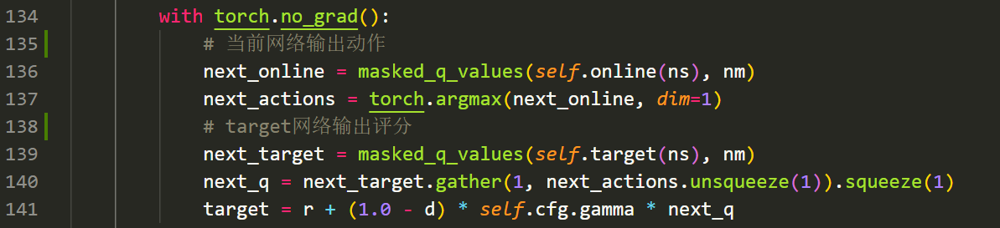 134 with torch.no_grad():
135 # 当前网络输出动作
136 next_online = masked_q_values(self.online(ns), nm)
137 next_actions = torch.argmax(next_online, dim=1)
138 # target网络输出评分
139 next_target = masked_q_values(self.target(ns), nm)
140 next_q = next_target.gather(1, next_actions.unsqueeze(1)).squeeze(1)
141 target = r + (1.0 - d) * self.cfg.gamma * next_q